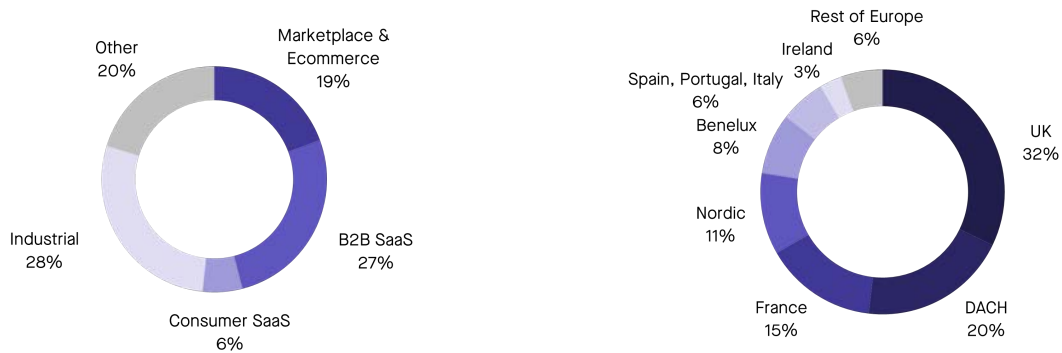 Marketplace &
Ecommerce
19%
B2B SaaS
27%
Consumer SaaS
6%
Industrial
28%
Other
20%
UK
32%
DACH
20%
France
15%
Nordic
11%
Benelux
8%
Spain, Portugal, Italy
6%
Ireland
3%
Rest of Europe
6%